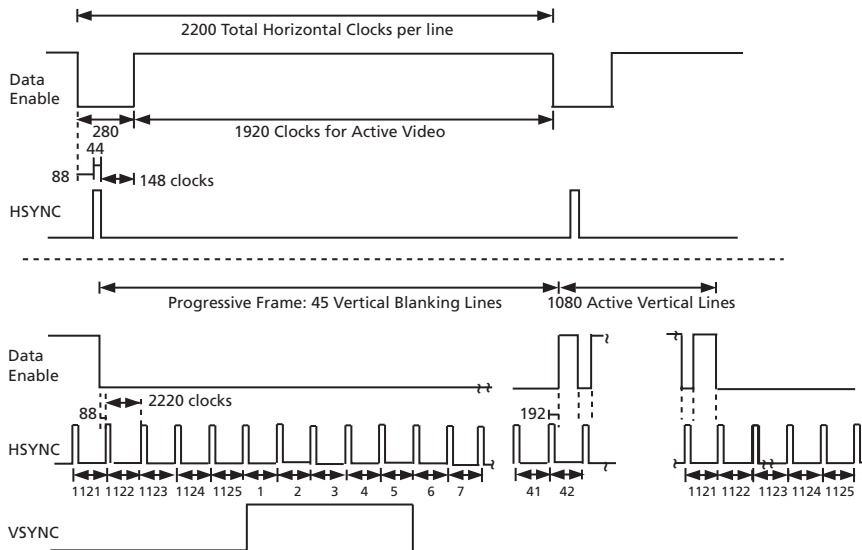 2200 Total Horizontal Clocks per line
Data
Enable
280
1920 Clocks for Active Video
44
88
148 clocks
HSYNC
Progressive Frame: 45 Vertical Blanking Lines
1080 Active Vertical Lines
Data
Enable
88
2220 clocks
192
HSYNC
1121 1122 1123 1124 1125 1 2 3 4 5 6 7 41 42 1121 1122 1123 1124 1125
VSYNC